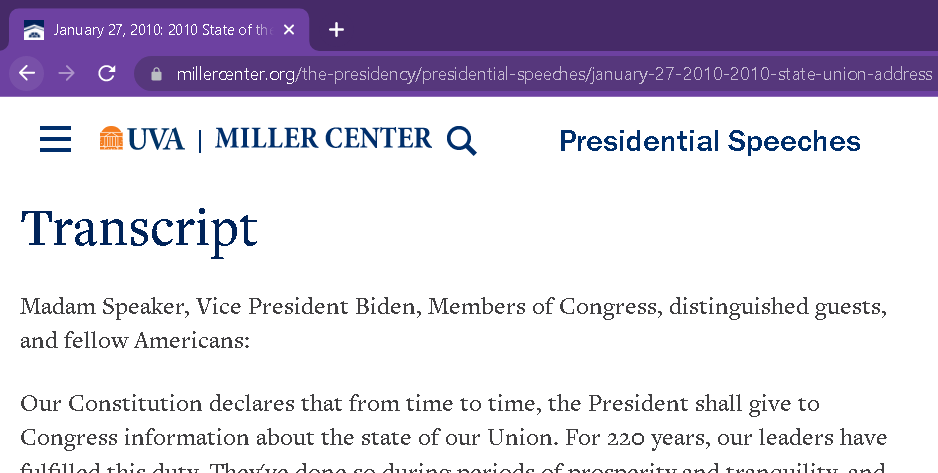 January 27, 2010: 2010 State of the
millercenter.org/the-presidency/presidential-speeches/january-27-2010-2010-state-union-address
UVA | MILLER CENTER Presidential Speeches
Transcript
Madam Speaker, Vice President Biden, Members of Congress, distinguished guests,
and fellow Americans:
Our Constitution declares that from time to time, the President shall give to
Congress information about the state of our Union. For 220 years, our leaders have
fulfilled this duty. They've done so during periods of prosperity and tranquility, and